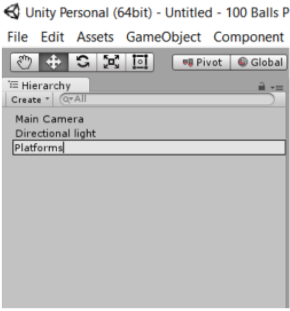 Unity Personal (64bit) - Untitled - 100 Balls P
File Edit Assets GameObject Component
Pivot Global
Hierarchy
Create All
Main Camera
Directional light
Platforms